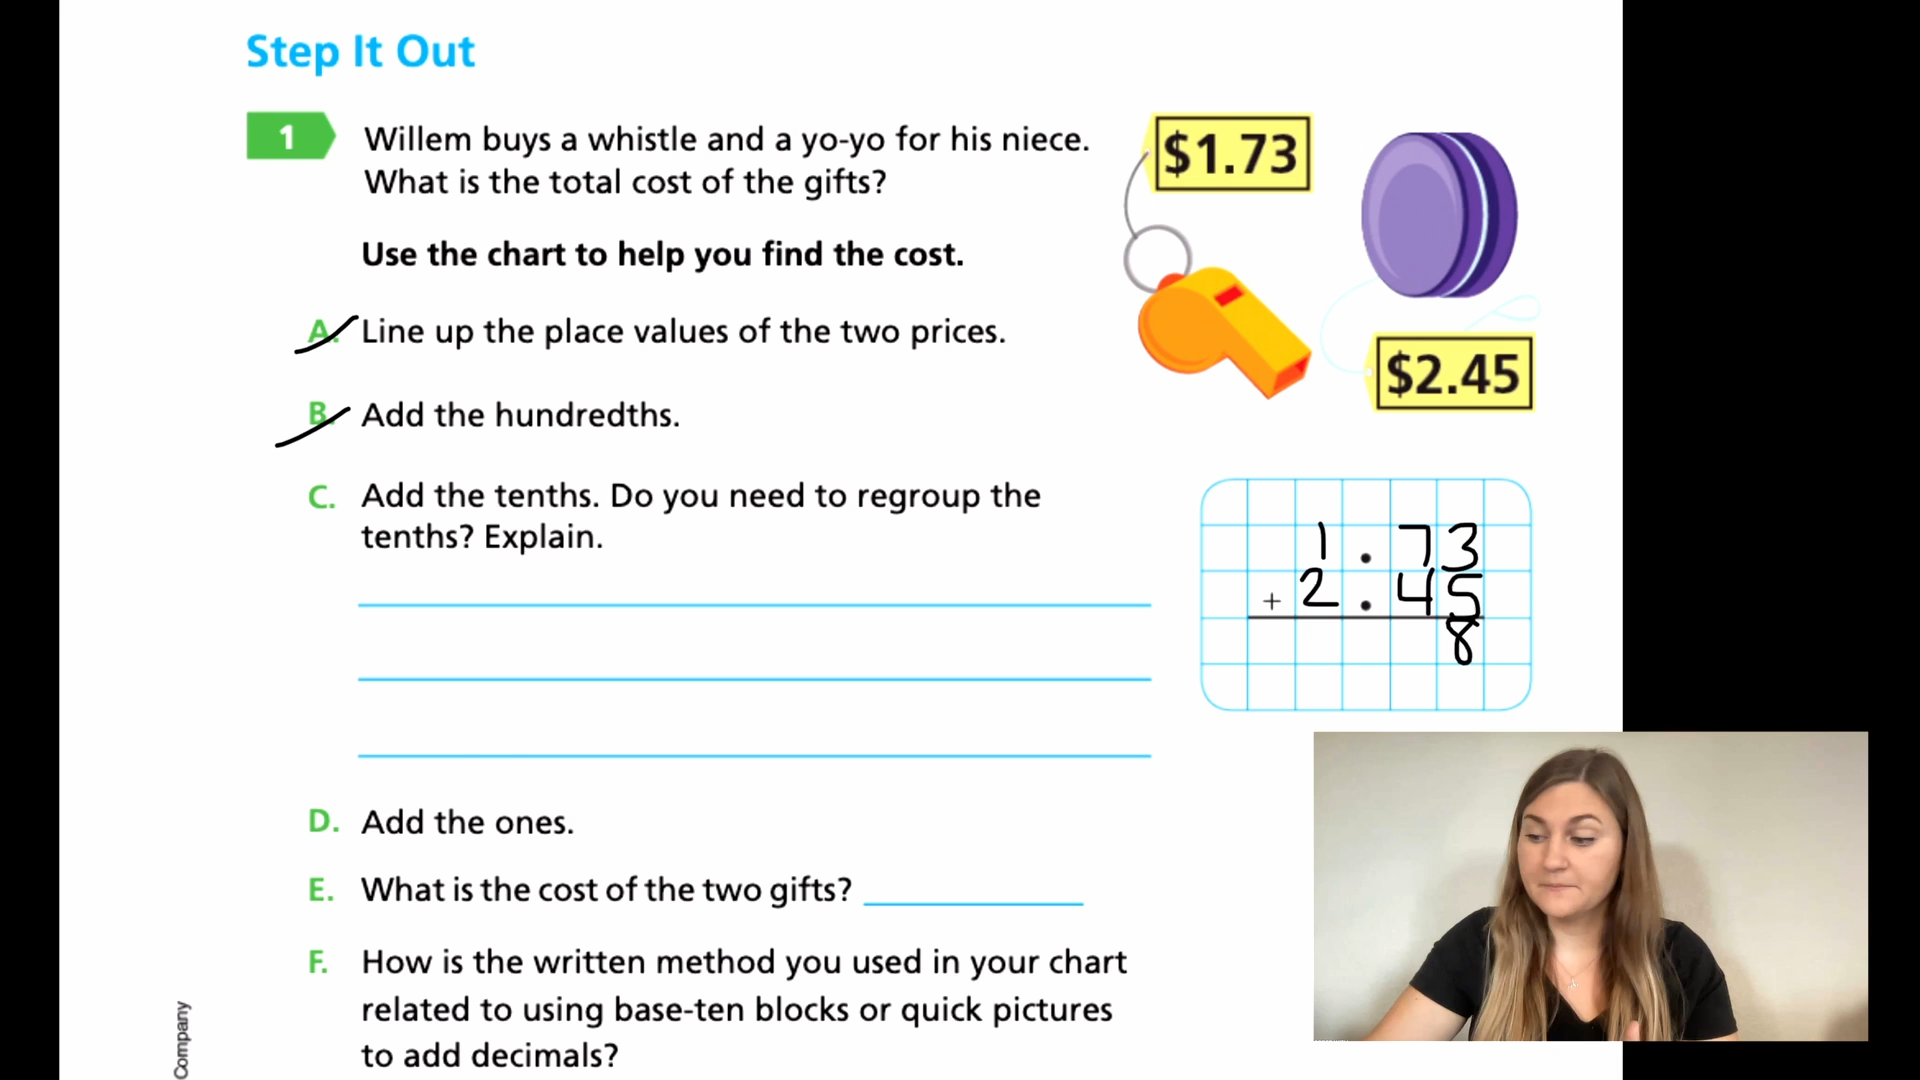 Step It Out
1 Willem buys a whistle and a yo-yo for his niece.
What is the total cost of the gifts?
$1.73
Use the chart to help you find the cost.
A. Line up the place values of the two prices.
$2.45
B. Add the hundredths.
C. Add the tenths. Do you need to regroup the
tenths? Explain.
1.73
+ 2.45
8
D. Add the ones.
E. What is the cost of the two gifts?
F. How is the written method you used in your chart
related to using base-ten blocks or quick pictures
to add decimals?
Company